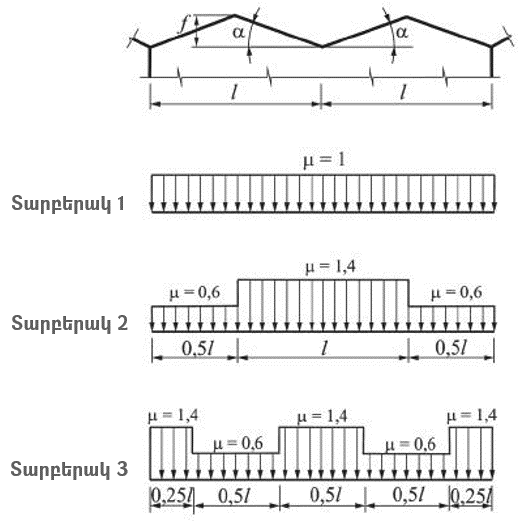 f α α
l l
μ = 1
Տարբերակ 1
μ = 1,4
μ = 0,6 μ = 0,6
Տարբերակ 2
0,5l l 0,5l
μ = 1,4 μ = 1,4 μ = 1,4
μ = 0,6 μ = 0,6
Տարբերակ 3
0,25l 0,5l 0,5l 0,5l 0,25l